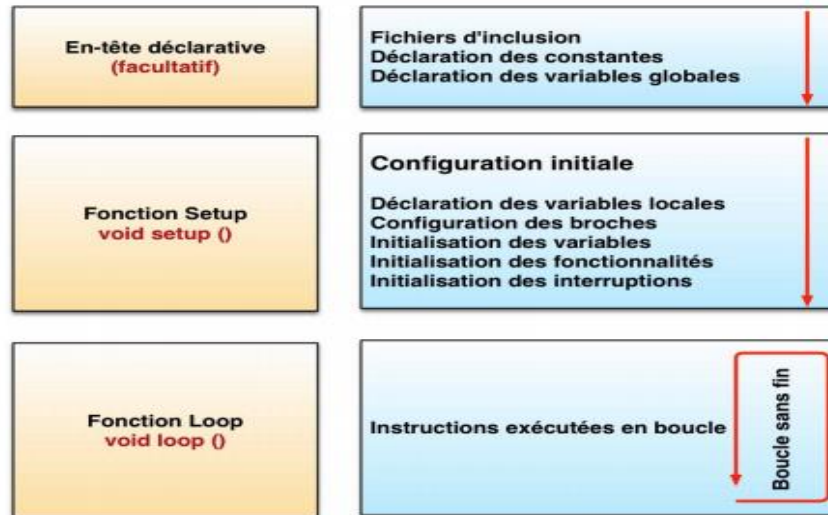 En-tête déclarative
(facultatif)
Fichiers d'inclusion
Déclaration des constantes
Déclaration des variables globales
Fonction Setup
void setup ()
Configuration initiale
Déclaration des variables locales
Configuration des broches
Initialisation des variables
Initialisation des fonctionnalités
Initialisation des interruptions
Fonction Loop
void loop ()
Instructions exécutées en boucle
Boucle sans fin